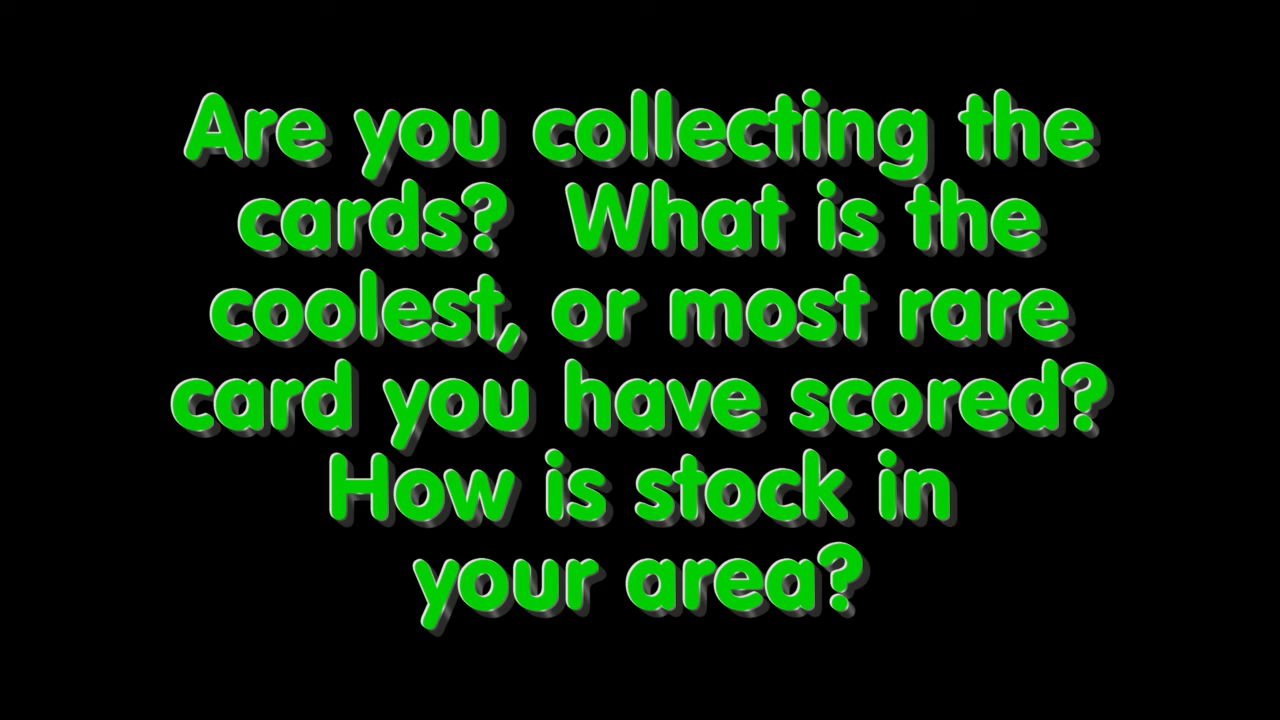 Are you collecting the
cards?  What is the
coolest, or most rare
card you have scored?
How is stock in
your area?